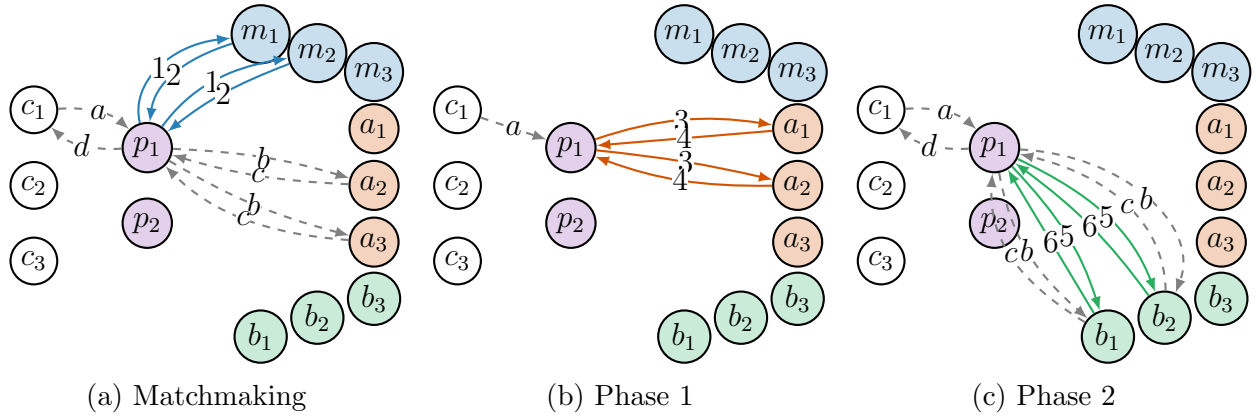 m₁ m₂ m₃
a₁ a₂ a₃
b₃ b₂ b₁
c₁ c₂ c₃
p₁ p₂
a d
1 2 1 2
b c b c
(a) Matchmaking
m₁ m₂ m₃
a₁ a₂ a₃
b₃ b₂ b₁
c₁ c₂ c₃
p₁ p₂
a
3 4 3 4
(b) Phase 1
m₁ m₂ m₃
a₁ a₂ a₃
b₃ b₂ b₁
c₁ c₂ c₃
p₁ p₂
a d
c b 6 5 6 5 c b
(c) Phase 2